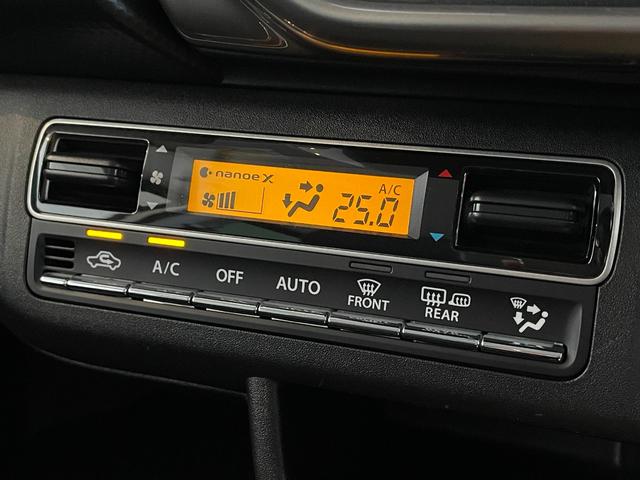 nanoe X
A/C
25.0
A/C
OFF
AUTO
FRONT
REAR